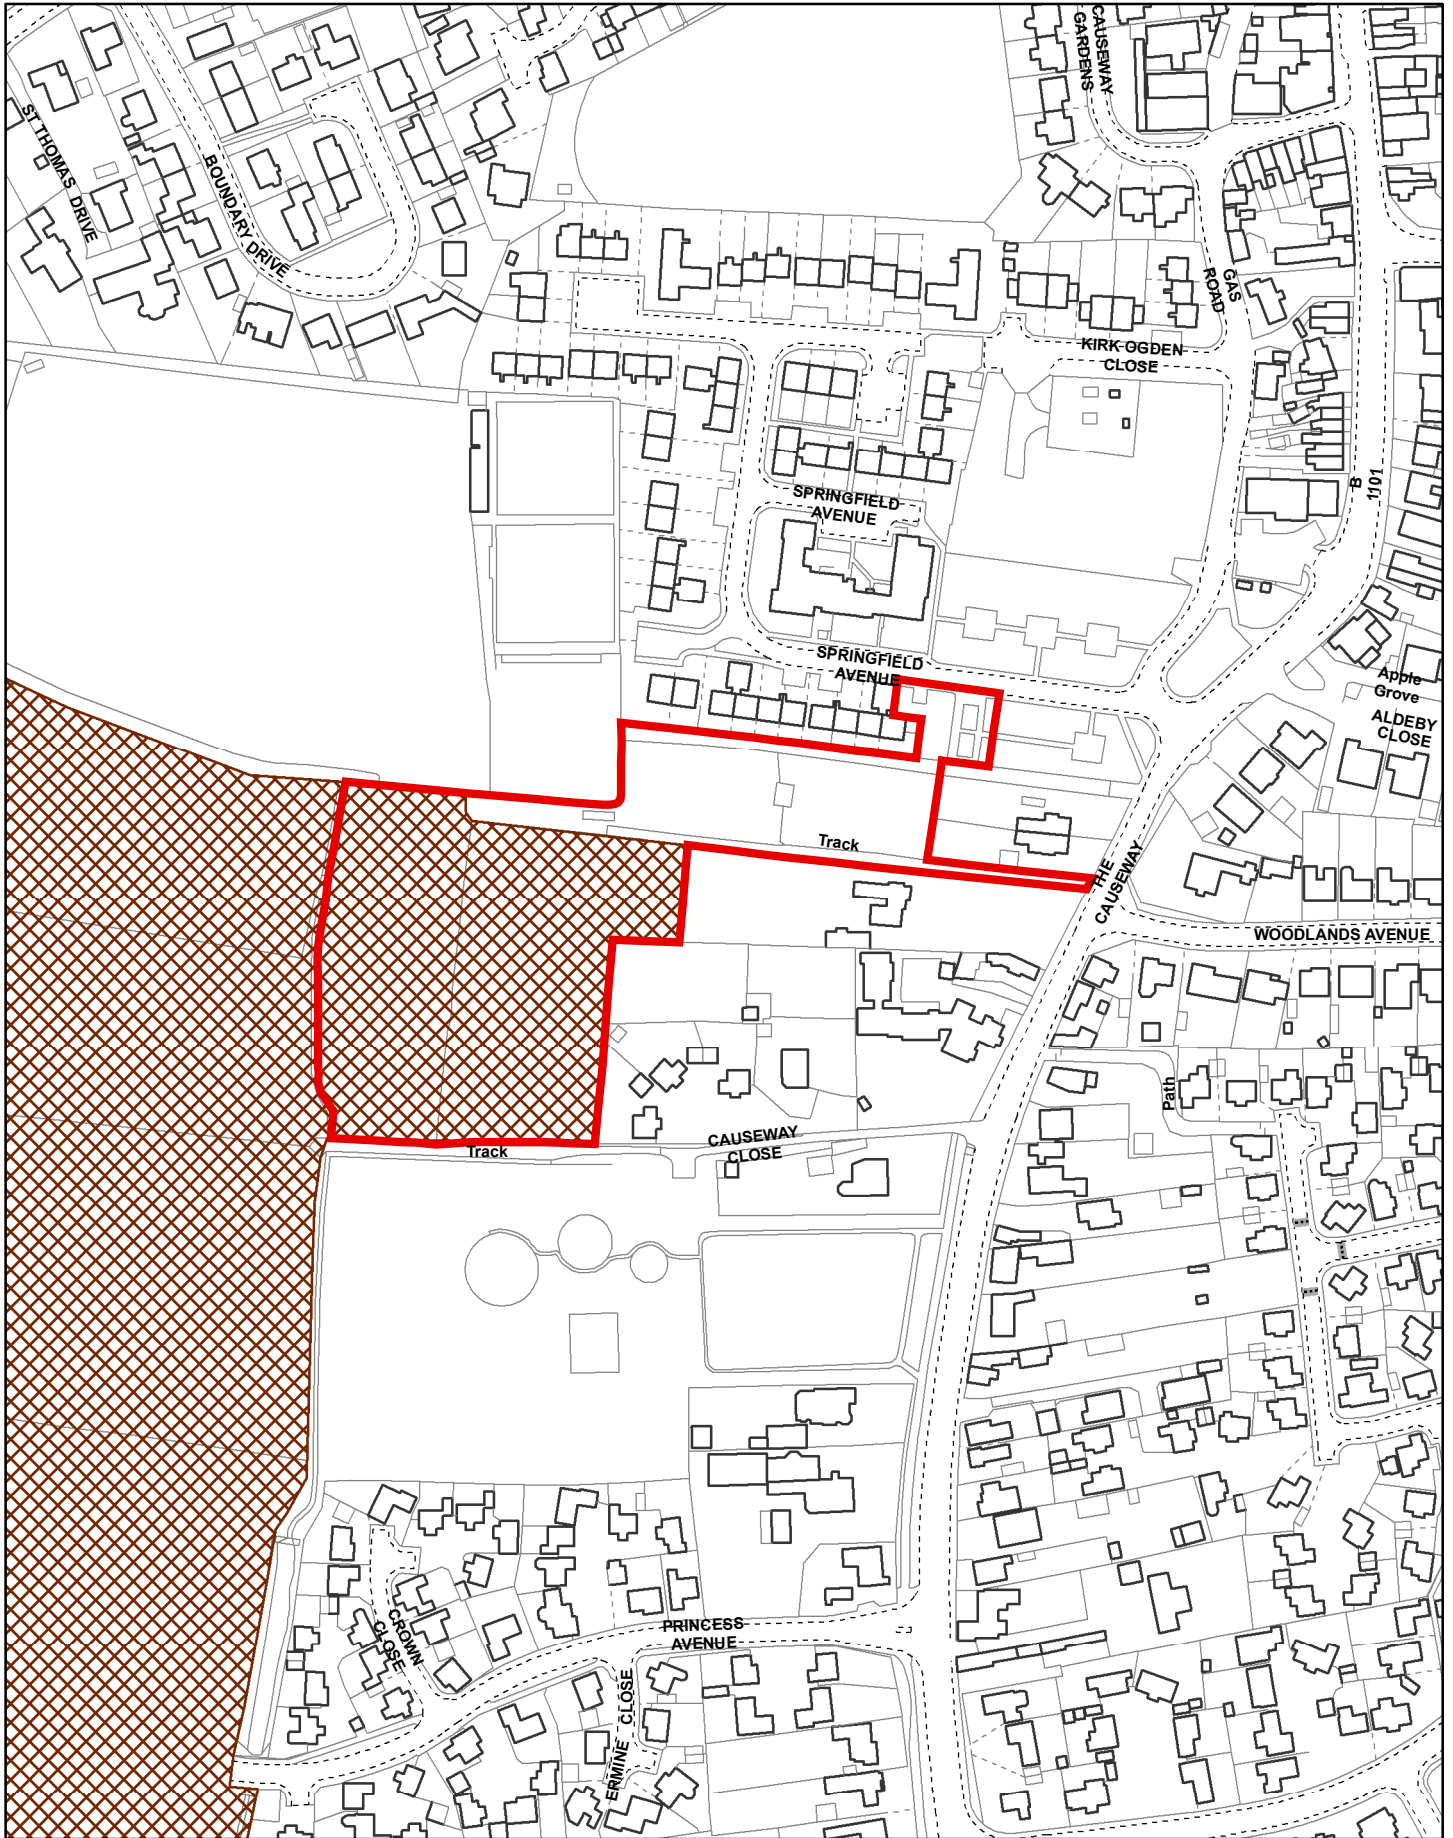 CAUSEWAY
GARDENS
ST THOMAS DRIVE
BOUNDARY DRIVE
GAS
ROAD
KIRK OGDEN
CLOSE
B
1101
SPRINGFIELD
AVENUE
SPRINGFIELD
AVENUE
Apple
Grove
ALDEBY
CLOSE
Track
THE
CAUSEWAY
WOODLANDS AVENUE
Path
CAUSEWAY
CLOSE
Track
CROWN
CLOSE
PRINCESS
AVENUE
ERMINE CLOSE